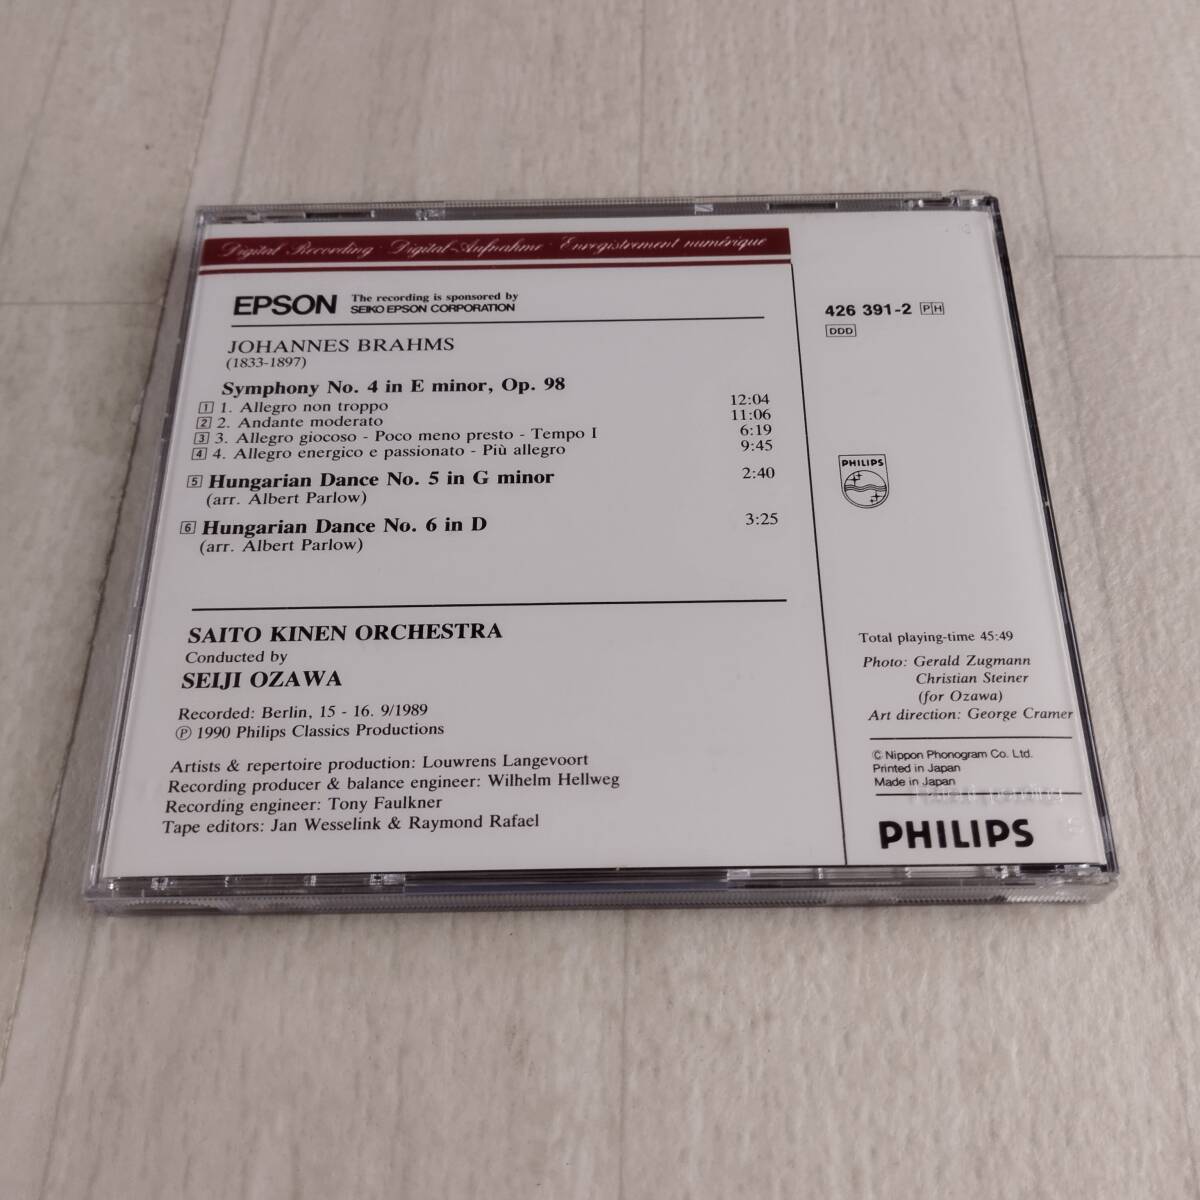 Digital Recording · Digital-Aufnahme · Enregistrement numérique
EPSON The recording is sponsored by
SEIKO EPSON CORPORATION
JOHANNES BRAHMS
(1833-1897)
Symphony No. 4 in E minor, Op. 98
1 1. Allegro non troppo 12:04
2 2. Andante moderato 11:06
3 3. Allegro giocoso - Poco meno presto - Tempo I 6:19
4 4. Allegro energico e passionato - Più allegro 9:45
5 Hungarian Dance No. 5 in G minor 2:40
(arr. Albert Parlow)
6 Hungarian Dance No. 6 in D 3:25
(arr. Albert Parlow)
SAITO KINEN ORCHESTRA
Conducted by
SEIJI OZAWA
Recorded: Berlin, 15 - 16. 9/1989
℗ 1990 Philips Classics Productions
Artists & repertoire production: Louwrens Langevoort
Recording producer & balance engineer: Wilhelm Hellweg
Recording engineer: Tony Faulkner
Tape editors: Jan Wesselink & Raymond Rafael
426 391-2 PH
DDD
PHILIPS
Total playing-time 45:49
Photo: Gerald Zugmann
Christian Steiner
(for Ozawa)
Art direction: George Cramer
© Nippon Phonogram Co. Ltd.
Printed in Japan
Made in Japan
PHILIPS